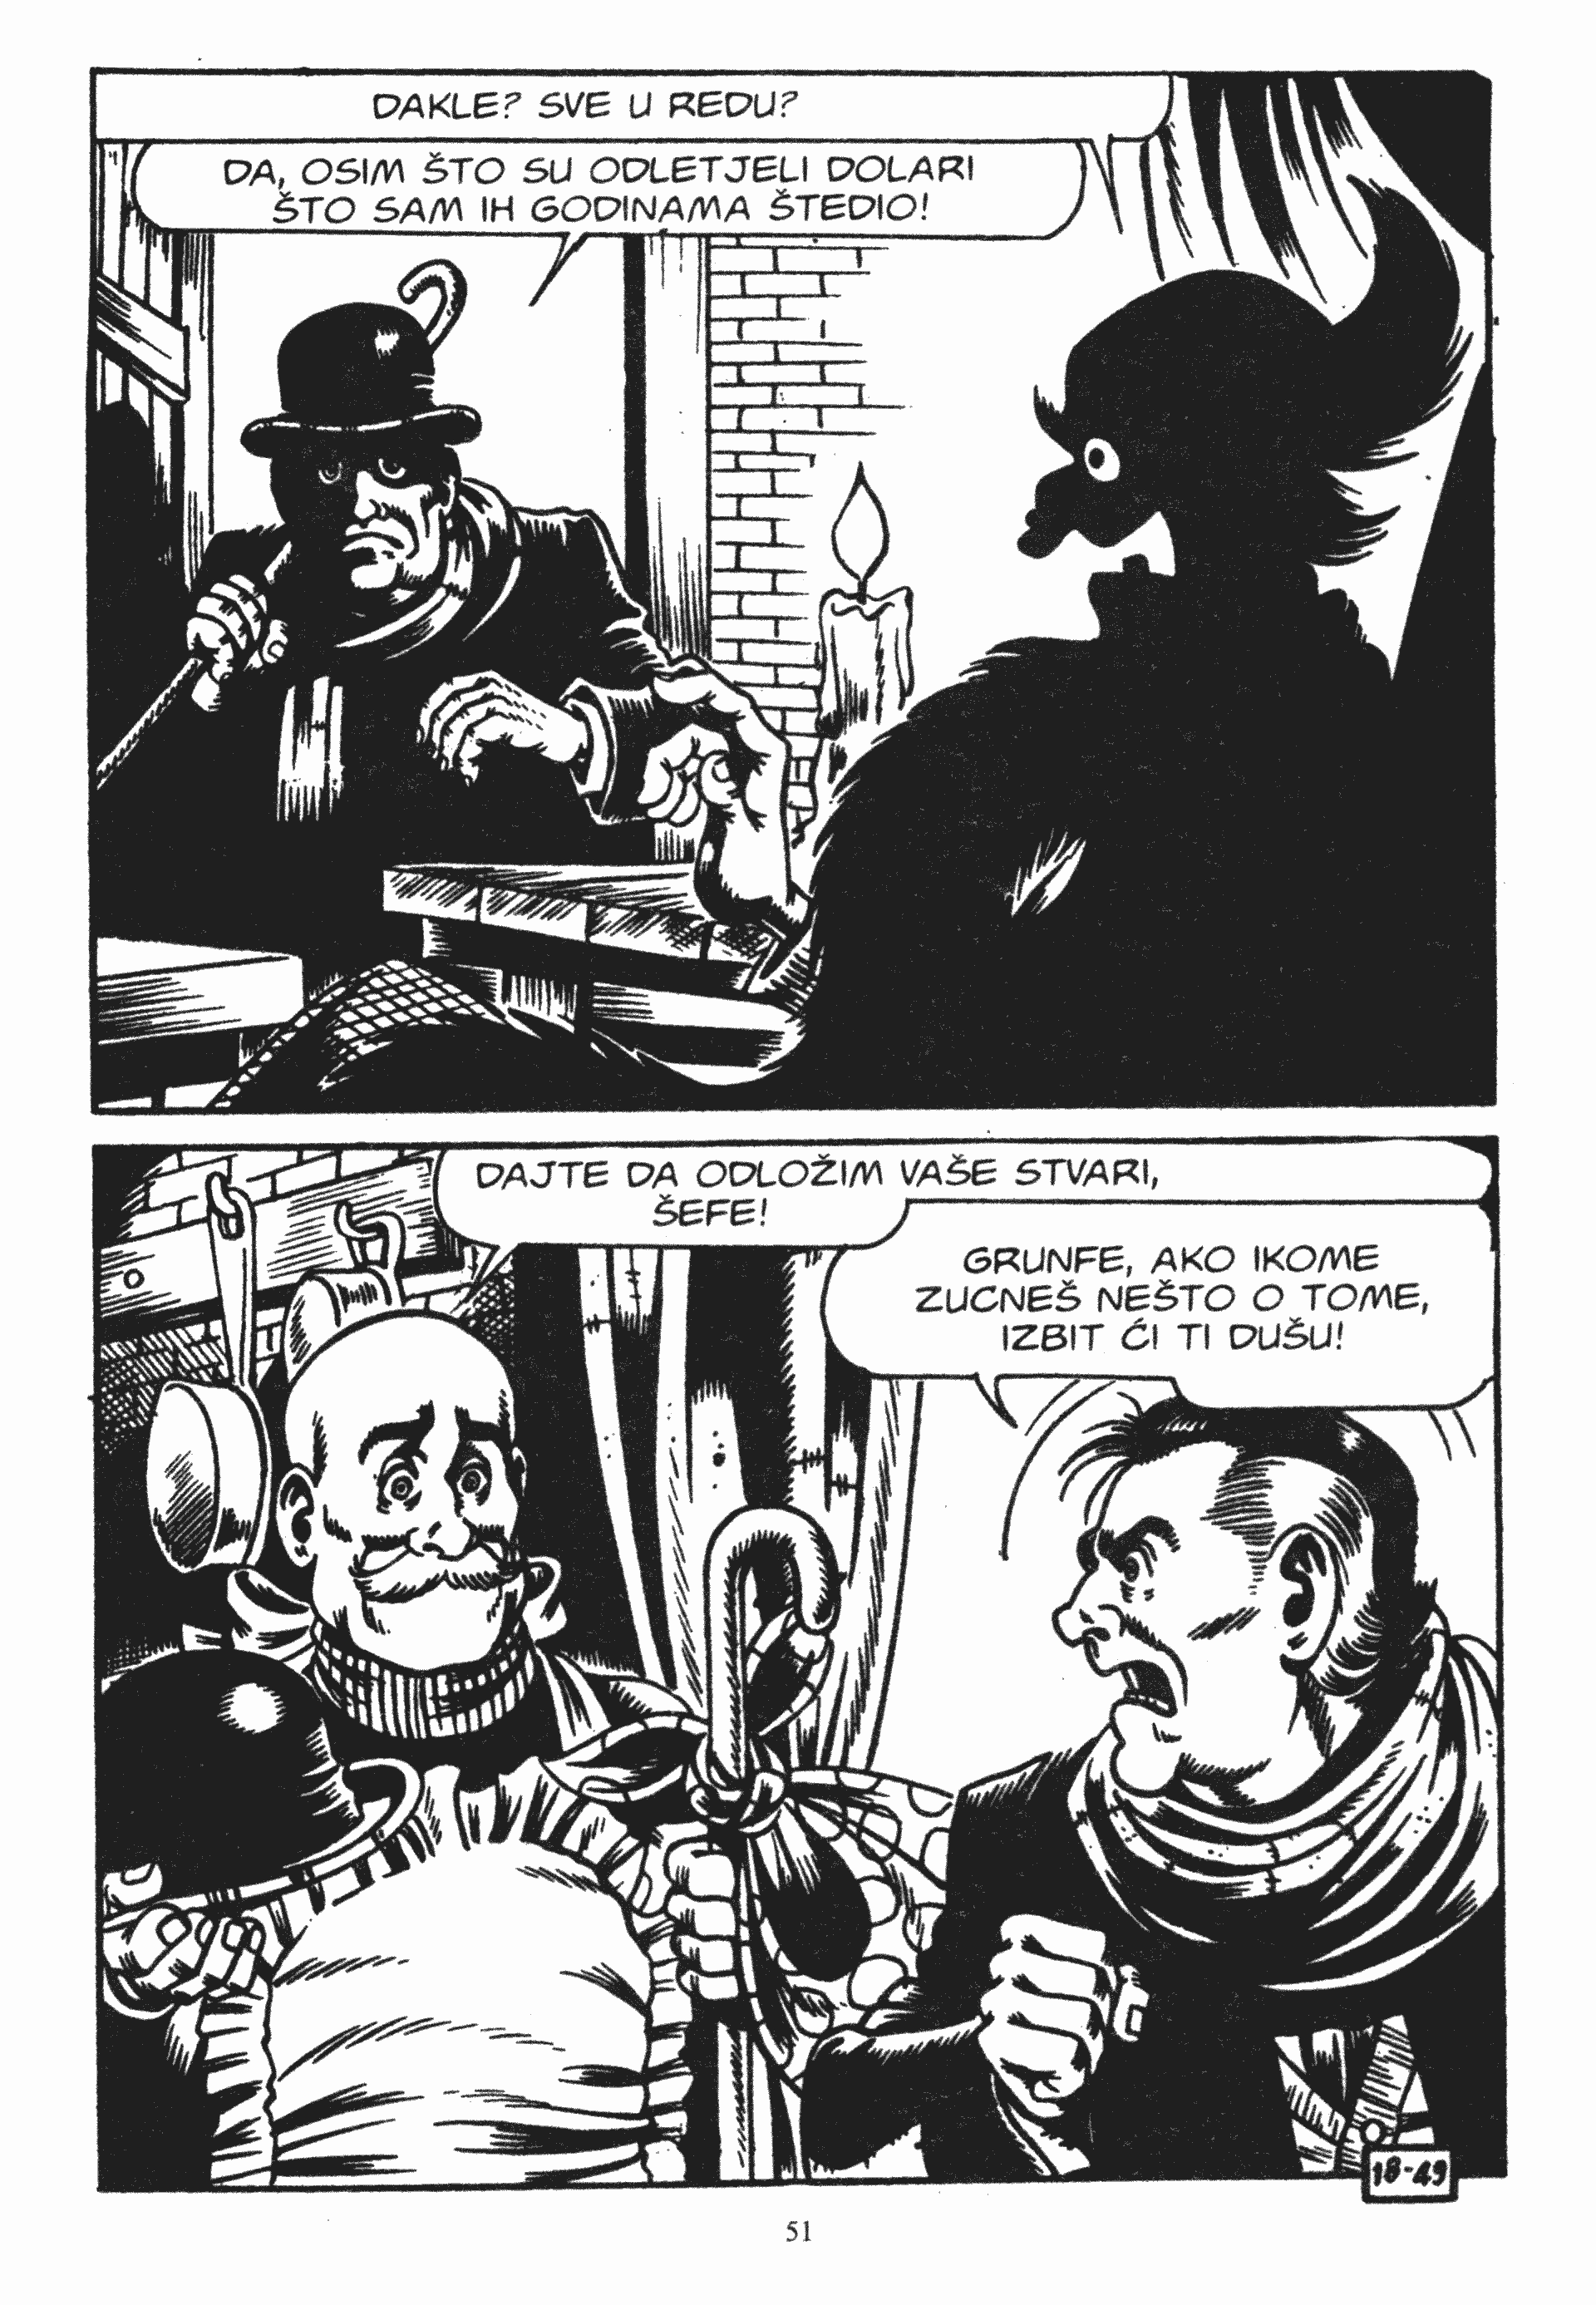 DAKLE? SVE U REDU?
DA, OSIM ŠTO SU ODLETJELI DOLARI
ŠTO SAM IH GODINAMA ŠTEDIO!
DAJTE DA ODLOŽIM VAŠE STVARI,
ŠEFE!
GRUNFE, AKO IKOME
ZUCNEŠ NEŠTO O TOME,
IZBIT ĆI TI DUŠU!
18-49
51